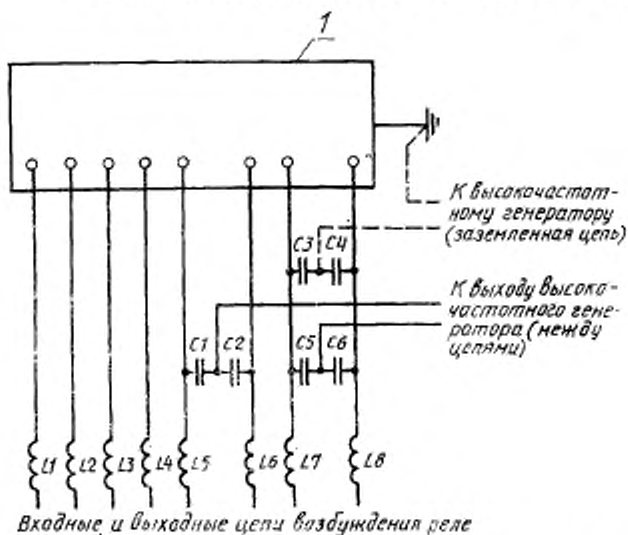 1
К высокочастот-
ному генератору
(заземленная цепь)
C3 C4
К выходу высоко-
частотного гене-
ратора (между
цепями)
C1 C2 C5 C6
L1 L2 L3 L4 L5 L6 L7 L8
Входные и выходные цепи возбуждения реле